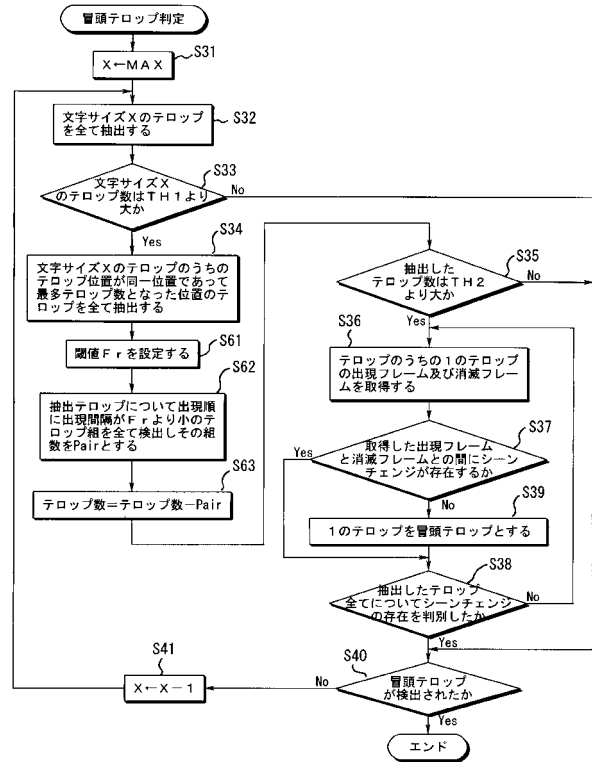 冒頭テロップ判定
S31
X←MAX
S32
文字サイズXのテロップ
を全て抽出する
S33
文字サイズX
のテロップ数はTH1より
大か
No
Yes
S34
文字サイズXのテロップのうちの
テロップ位置が同一位置であって
最多テロップ数となった位置のテ
ロップを全て抽出する
S61
閾値Frを設定する
S62
抽出テロップについて出現順
に出現間隔がFrより小のテ
ロップ組を全て検出しその組
数をPairとする
S63
テロップ数=テロップ数-Pair
S35
抽出した
テロップ数はTH2
より大か
No
Yes
S36
テロップのうちの1のテロップ
の出現フレーム及び消滅フレー
ムを取得する
S37
取得した出現フレーム
と消滅フレームとの間にシーン
チェンジが存在するか
Yes
No
S39
1のテロップを冒頭テロップとする
S38
抽出したテロップ
全てについてシーンチェンジ
の存在を判別したか
No
Yes
S40
冒頭テロップ
が検出されたか
No
Yes
S41
X←X-1
エンド